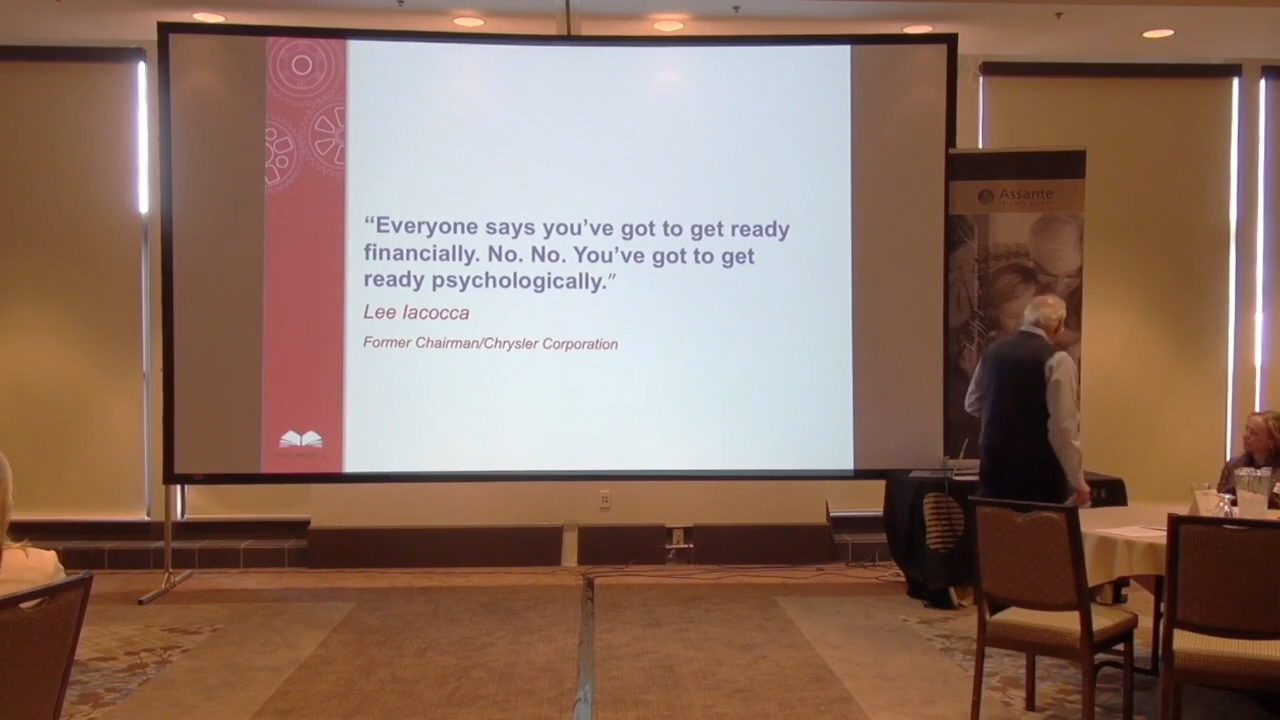 “Everyone says you’ve got to get ready
financially. No. No. You’ve got to get
ready psychologically.”
Lee Iacocca
Former Chairman/Chrysler Corporation
Assante